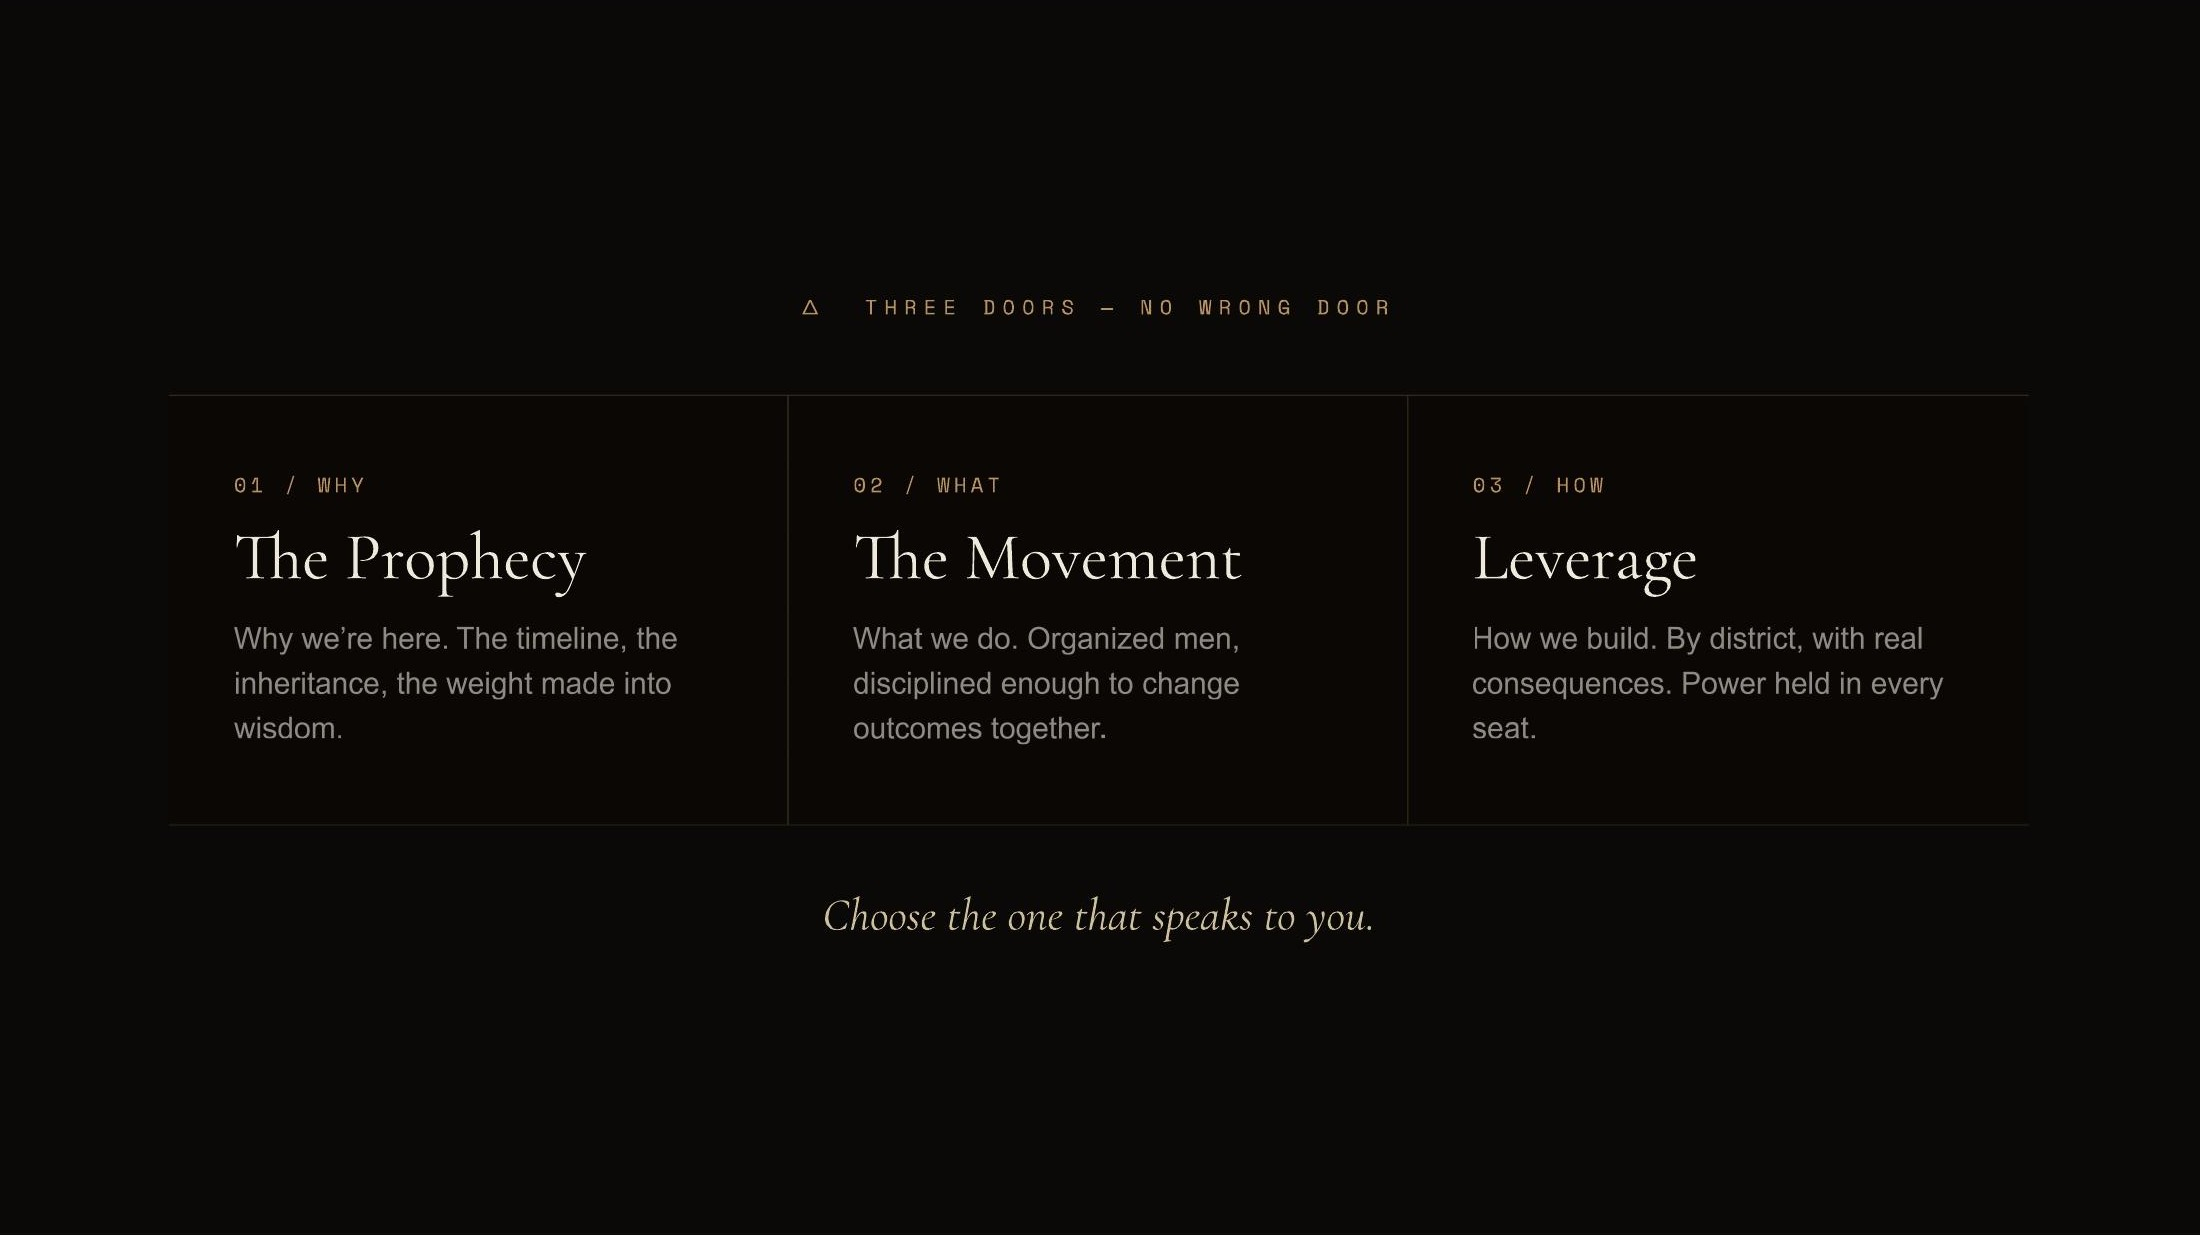 △ THREE DOORS — NO WRONG DOOR
01 / WHY
The Prophecy
Why we’re here. The timeline, the
inheritance, the weight made into
wisdom.
02 / WHAT
The Movement
What we do. Organized men,
disciplined enough to change
outcomes together.
03 / HOW
Leverage
How we build. By district, with real
consequences. Power held in every
seat.
Choose the one that speaks to you.